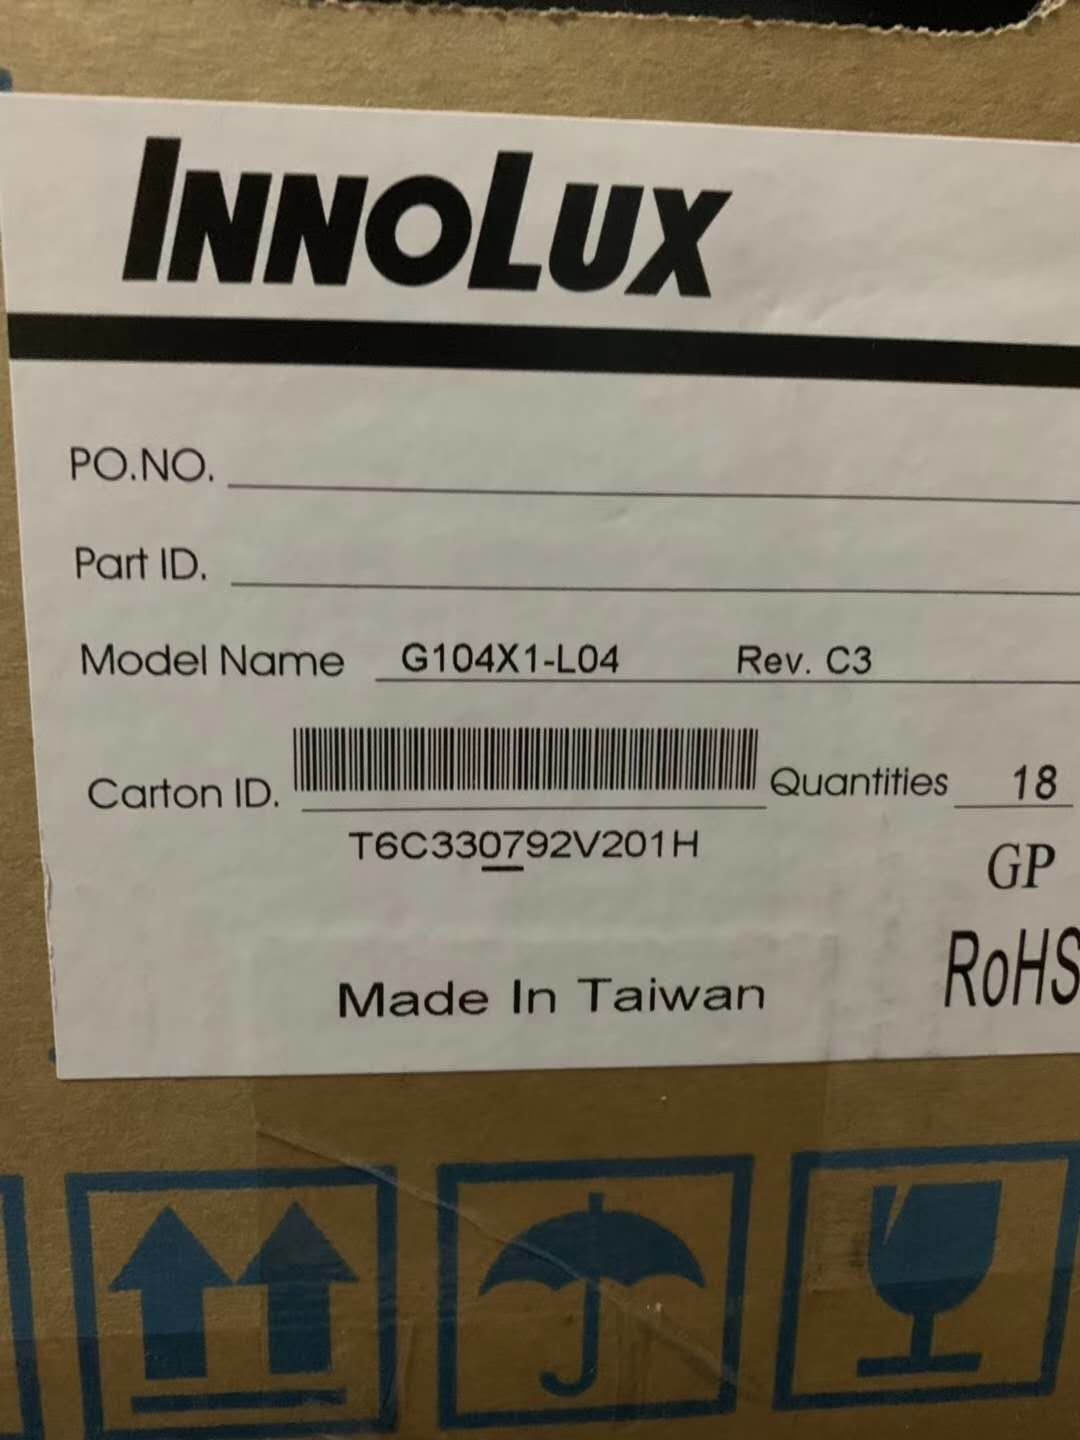 INNOLUX
PO.NO.
Part ID.
Model Name G104X1-L04 Rev. C3
Carton ID. Quantities 18
T6C330792V201H
GP
RoHS
Made In Taiwan